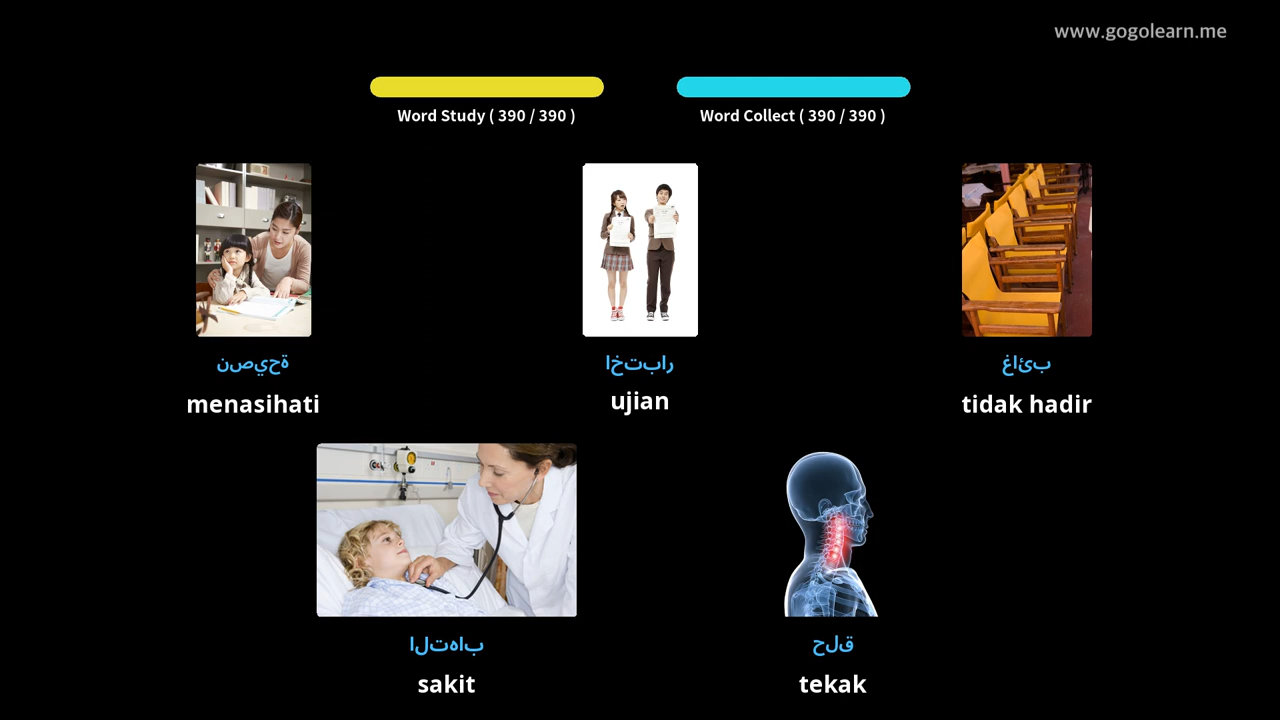 www.gogolearn.me
Word Study ( 390 / 390 )
Word Collect ( 390 / 390 )
نصيحة
اختبار
غائب
menasihati
ujian
tidak hadir
التهاب
حلق
sakit
tekak